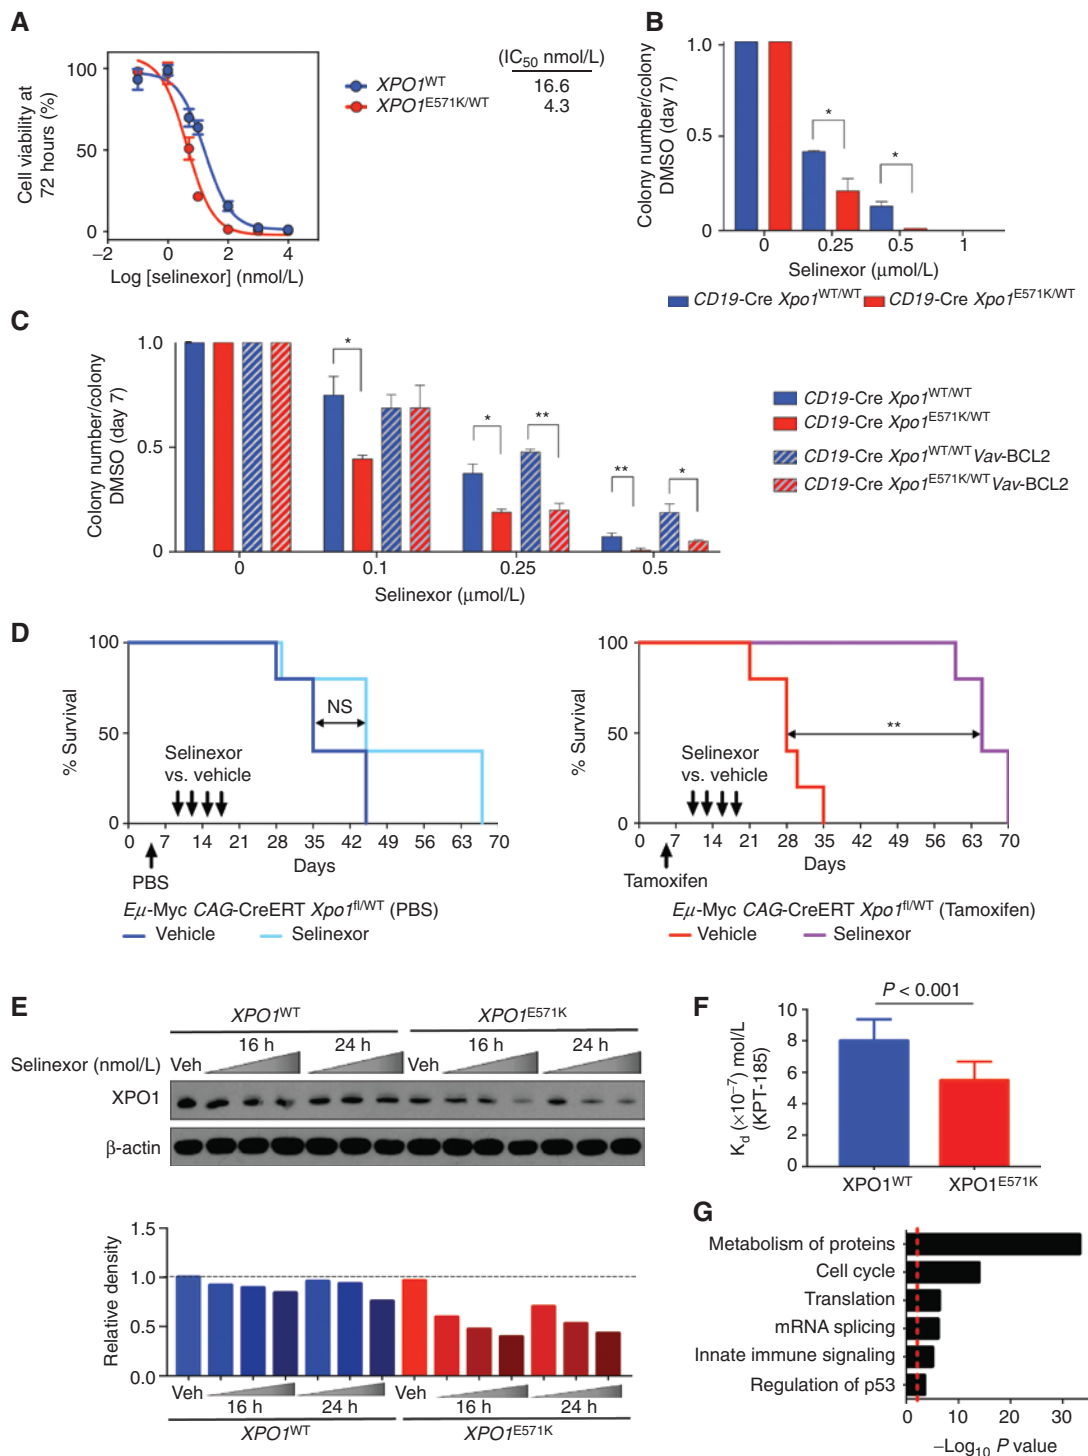 A
Cell viability at
72 hours (%)
100
50
0
−2 0 2 4
Log [selinexor] (nmol/L)
(IC50 nmol/L)
XPO1WT 16.6
XPO1E571K/WT 4.3
B
Colony number/colony
DMSO (day 7)
1.0
0.5
0
* *
0 0.25 0.5 1
Selinexor (μmol/L)
CD19-Cre Xpo1WT/WT CD19-Cre Xpo1E571K/WT
C
Colony number/colony
DMSO (day 7)
1.0
0.5
0
* * ** ** *
0 0.1 0.25 0.5
Selinexor (μmol/L)
CD19-Cre Xpo1WT/WT
CD19-Cre Xpo1E571K/WT
CD19-Cre Xpo1WT/WT Vav-BCL2
CD19-Cre Xpo1E571K/WT Vav-BCL2
D
% Survival
100
50
0
NS
Selinexor
vs. vehicle
0 7 14 21 28 35 42 49 56 63 70
Days
PBS
Eμ-Myc CAG-CreERT Xpo1fl/WT (PBS)
Vehicle Selinexor
% Survival
100
50
0
**
Selinexor
vs. vehicle
0 7 14 21 28 35 42 49 56 63 70
Days
Tamoxifen
Eμ-Myc CAG-CreERT Xpo1fl/WT (Tamoxifen)
Vehicle Selinexor
E
XPO1WT XPO1E571K
16 h 24 h 16 h 24 h
Selinexor (nmol/L) Veh Veh
XPO1
β-actin
Relative density
1.5
1.0
0.5
0.0
Veh 16 h 24 h Veh 16 h 24 h
XPO1WT XPO1E571K
F
P < 0.001
Kd (×10−7) mol/L
(KPT-185)
10
8
6
4
2
0
XPO1WT XPO1E571K
G
Metabolism of proteins
Cell cycle
Translation
mRNA splicing
Innate immune signaling
Regulation of p53
0 10 20 30
−Log10 P value